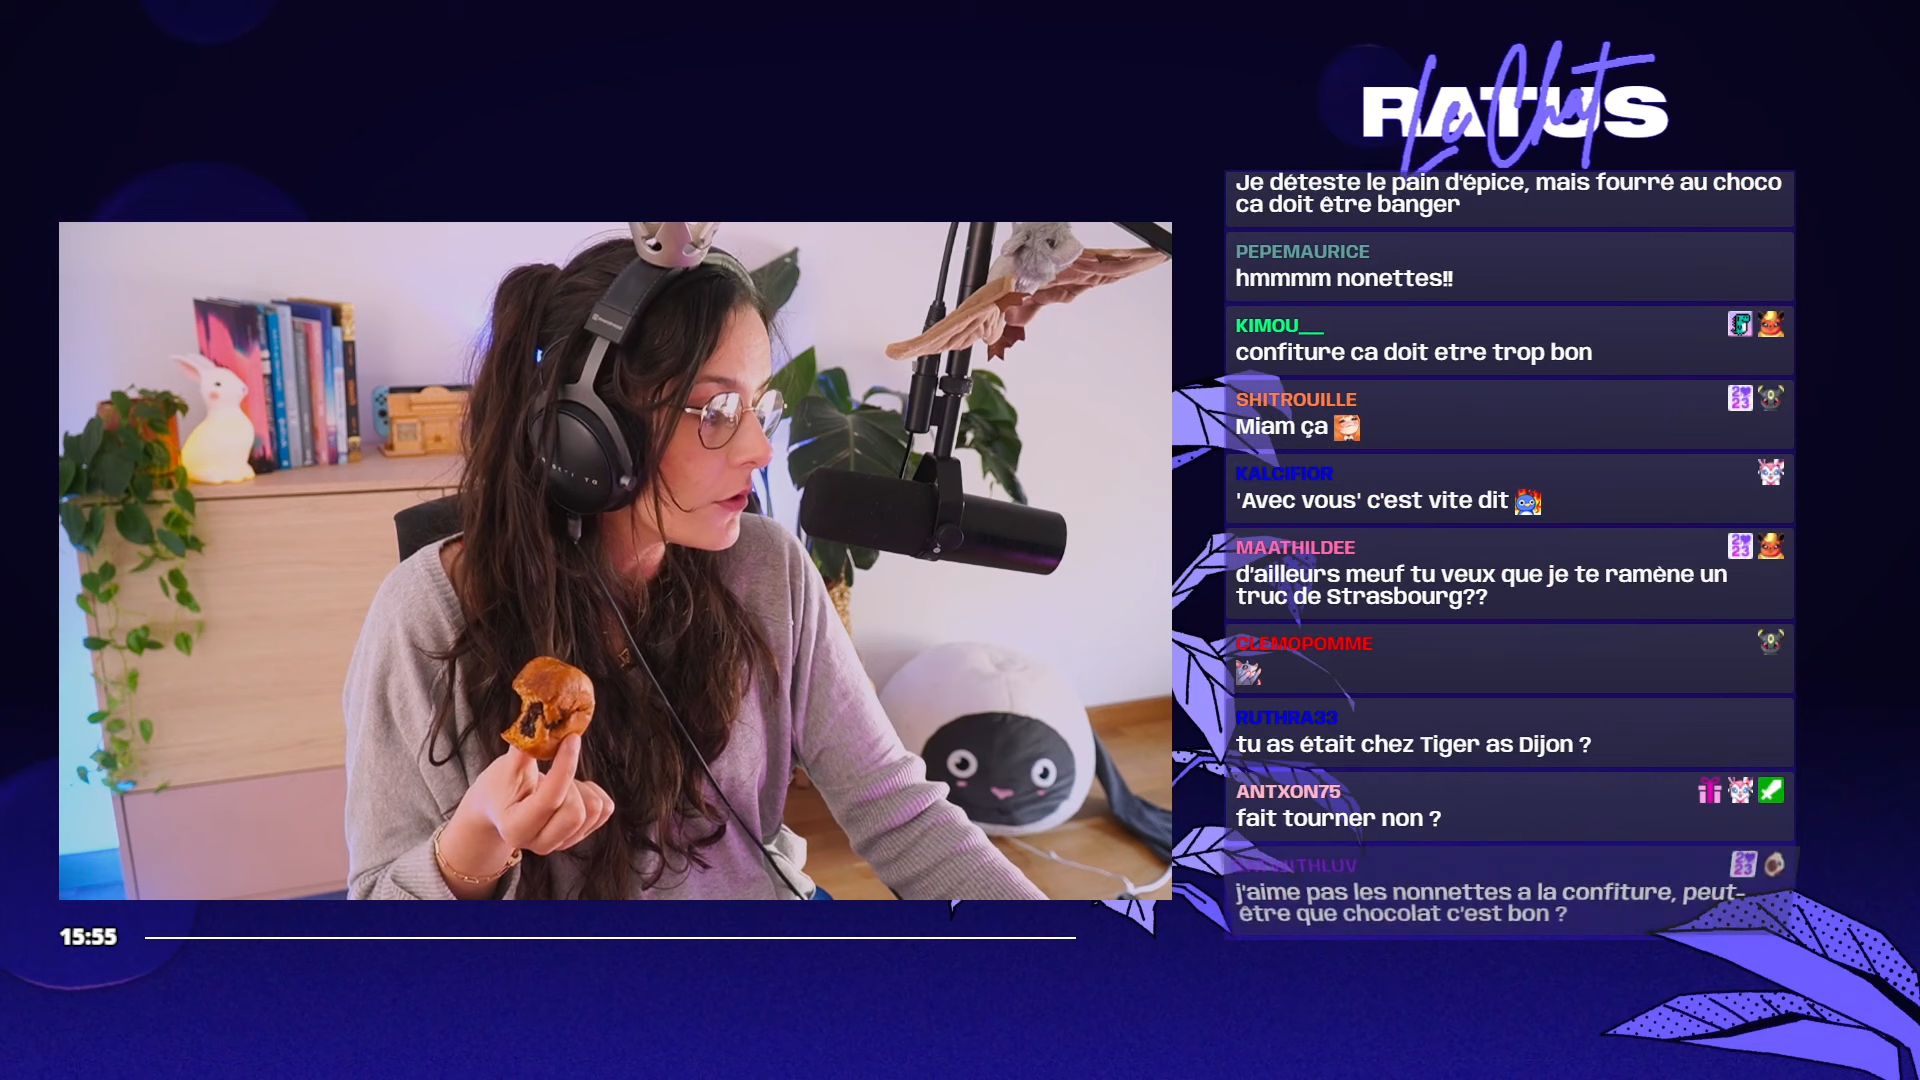 RATUS
Le Chat
Je déteste le pain d'épice, mais fourré au choco
ca doit être banger
PEPEMAURICE
hmmmm nonettes!!
KIMOU__
confiture ca doit etre trop bon
SHITROUILLE
Miam ça
KALCIFIOR
'Avec vous' c'est vite dit
MAATHILDEE
d'ailleurs meuf tu veux que je te ramène un
truc de Strasbourg??
CLEMOPOMME
RUTHRA33
tu as était chez Tiger as Dijon ?
ANTXON75
fait tourner non ?
j'aime pas les nonnettes a la confiture, peut-
être que chocolat c'est bon ?
15:55